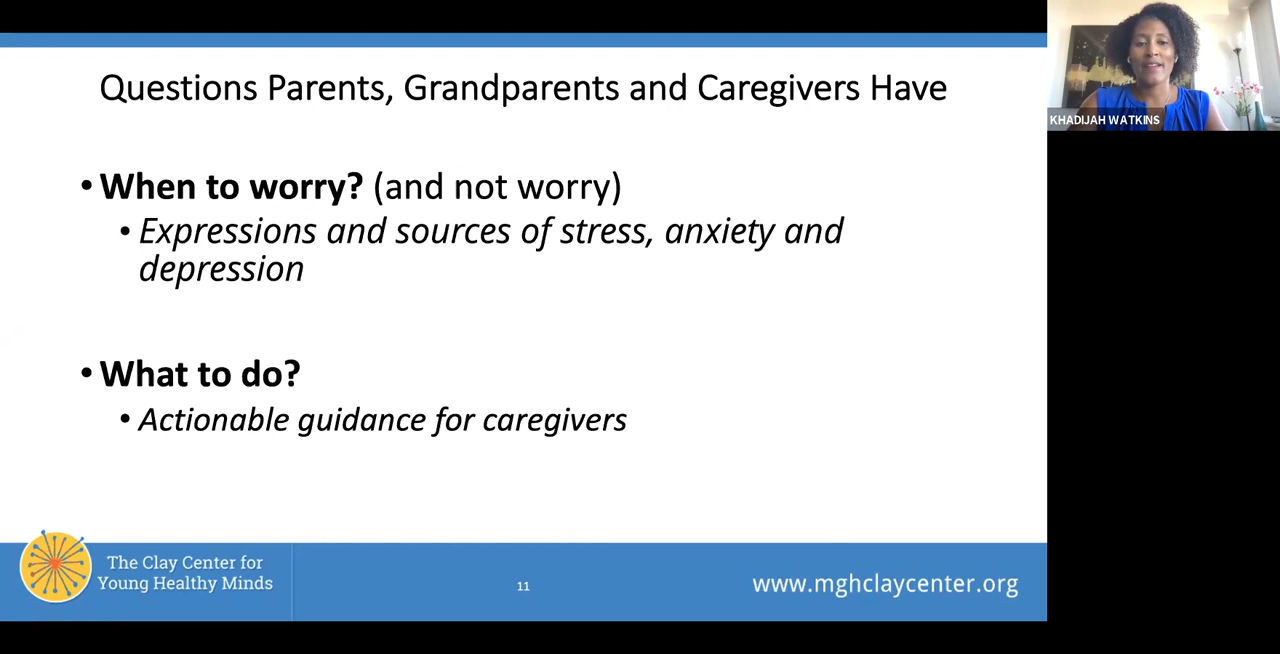 Questions Parents, Grandparents and Caregivers Have
• When to worry? (and not worry)
• Expressions and sources of stress, anxiety and
depression
• What to do?
• Actionable guidance for caregivers
The Clay Center for
Young Healthy Minds
11
www.mghclaycenter.org
KHADIJAH WATKINS